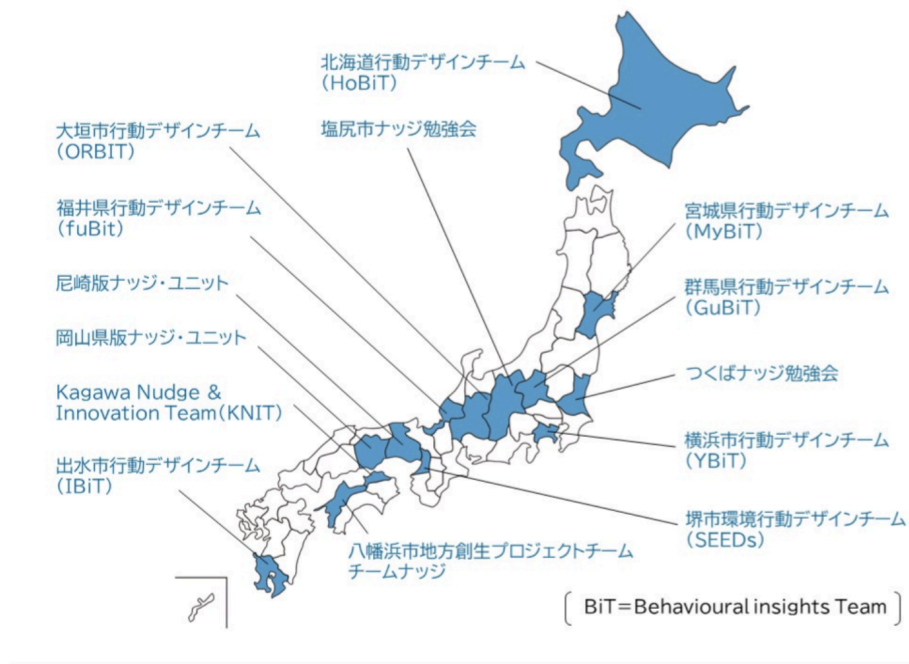 北海道行動デザインチーム
(HoBiT)
塩尻市ナッジ勉強会
大垣市行動デザインチーム
(ORBIT)
福井県行動デザインチーム
(fuBit)
尼崎版ナッジ・ユニット
岡山県版ナッジ・ユニット
Kagawa Nudge &
Innovation Team(KNIT)
出水市行動デザインチーム
(IBiT)
宮城県行動デザインチーム
(MyBiT)
群馬県行動デザインチーム
(GuBiT)
つくばナッジ勉強会
横浜市行動デザインチーム
(YBiT)
堺市環境行動デザインチーム
(SEEDs)
八幡浜市地方創生プロジェクトチーム
チームナッジ
BiT=Behavioural insights Team